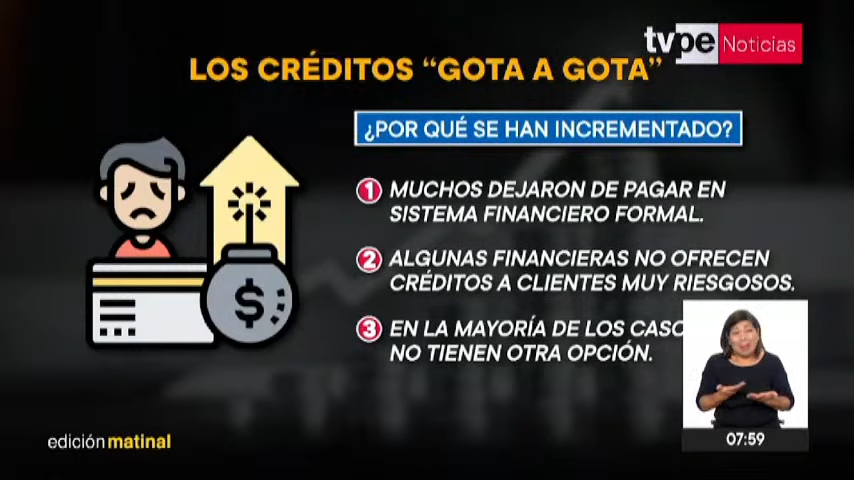 tvpe Noticias
LOS CRÉDITOS “GOTA A GOTA”
¿POR QUÉ SE HAN INCREMENTADO?
1 MUCHOS DEJARON DE PAGAR EN
SISTEMA FINANCIERO FORMAL.
2 ALGUNAS FINANCIERAS NO OFRECEN
CRÉDITOS A CLIENTES MUY RIESGOSOS.
3 EN LA MAYORÍA DE LOS
NO TIENEN OTRA OPCIÓN.
$
edición matinal
07:59